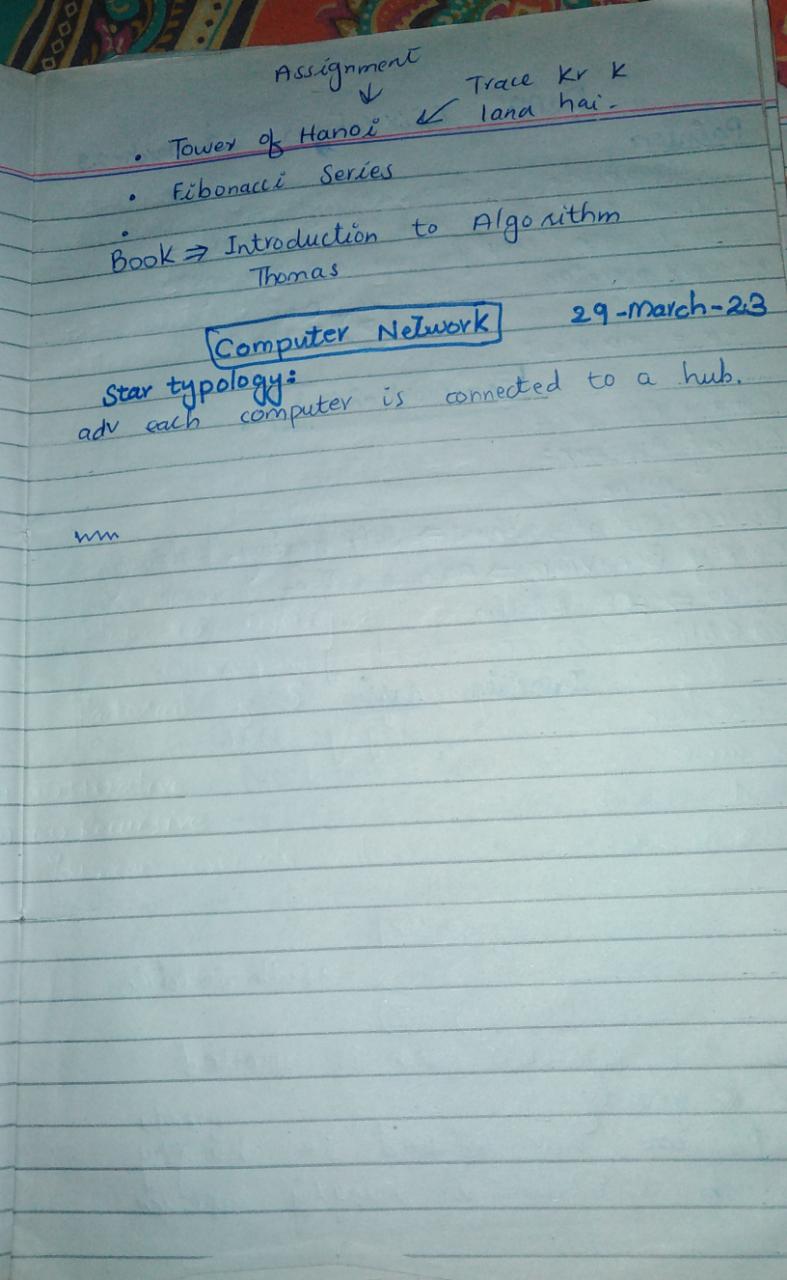 Assignment
↓
Trace Kr K
• Tower of Hanoi ↙ lana hai.
• Fibonacci Series
•
Book ⇒ Introduction to Algorithm
Thomas
Computer Network 29-March-23
Star typology:
adv each computer is connected to a hub.